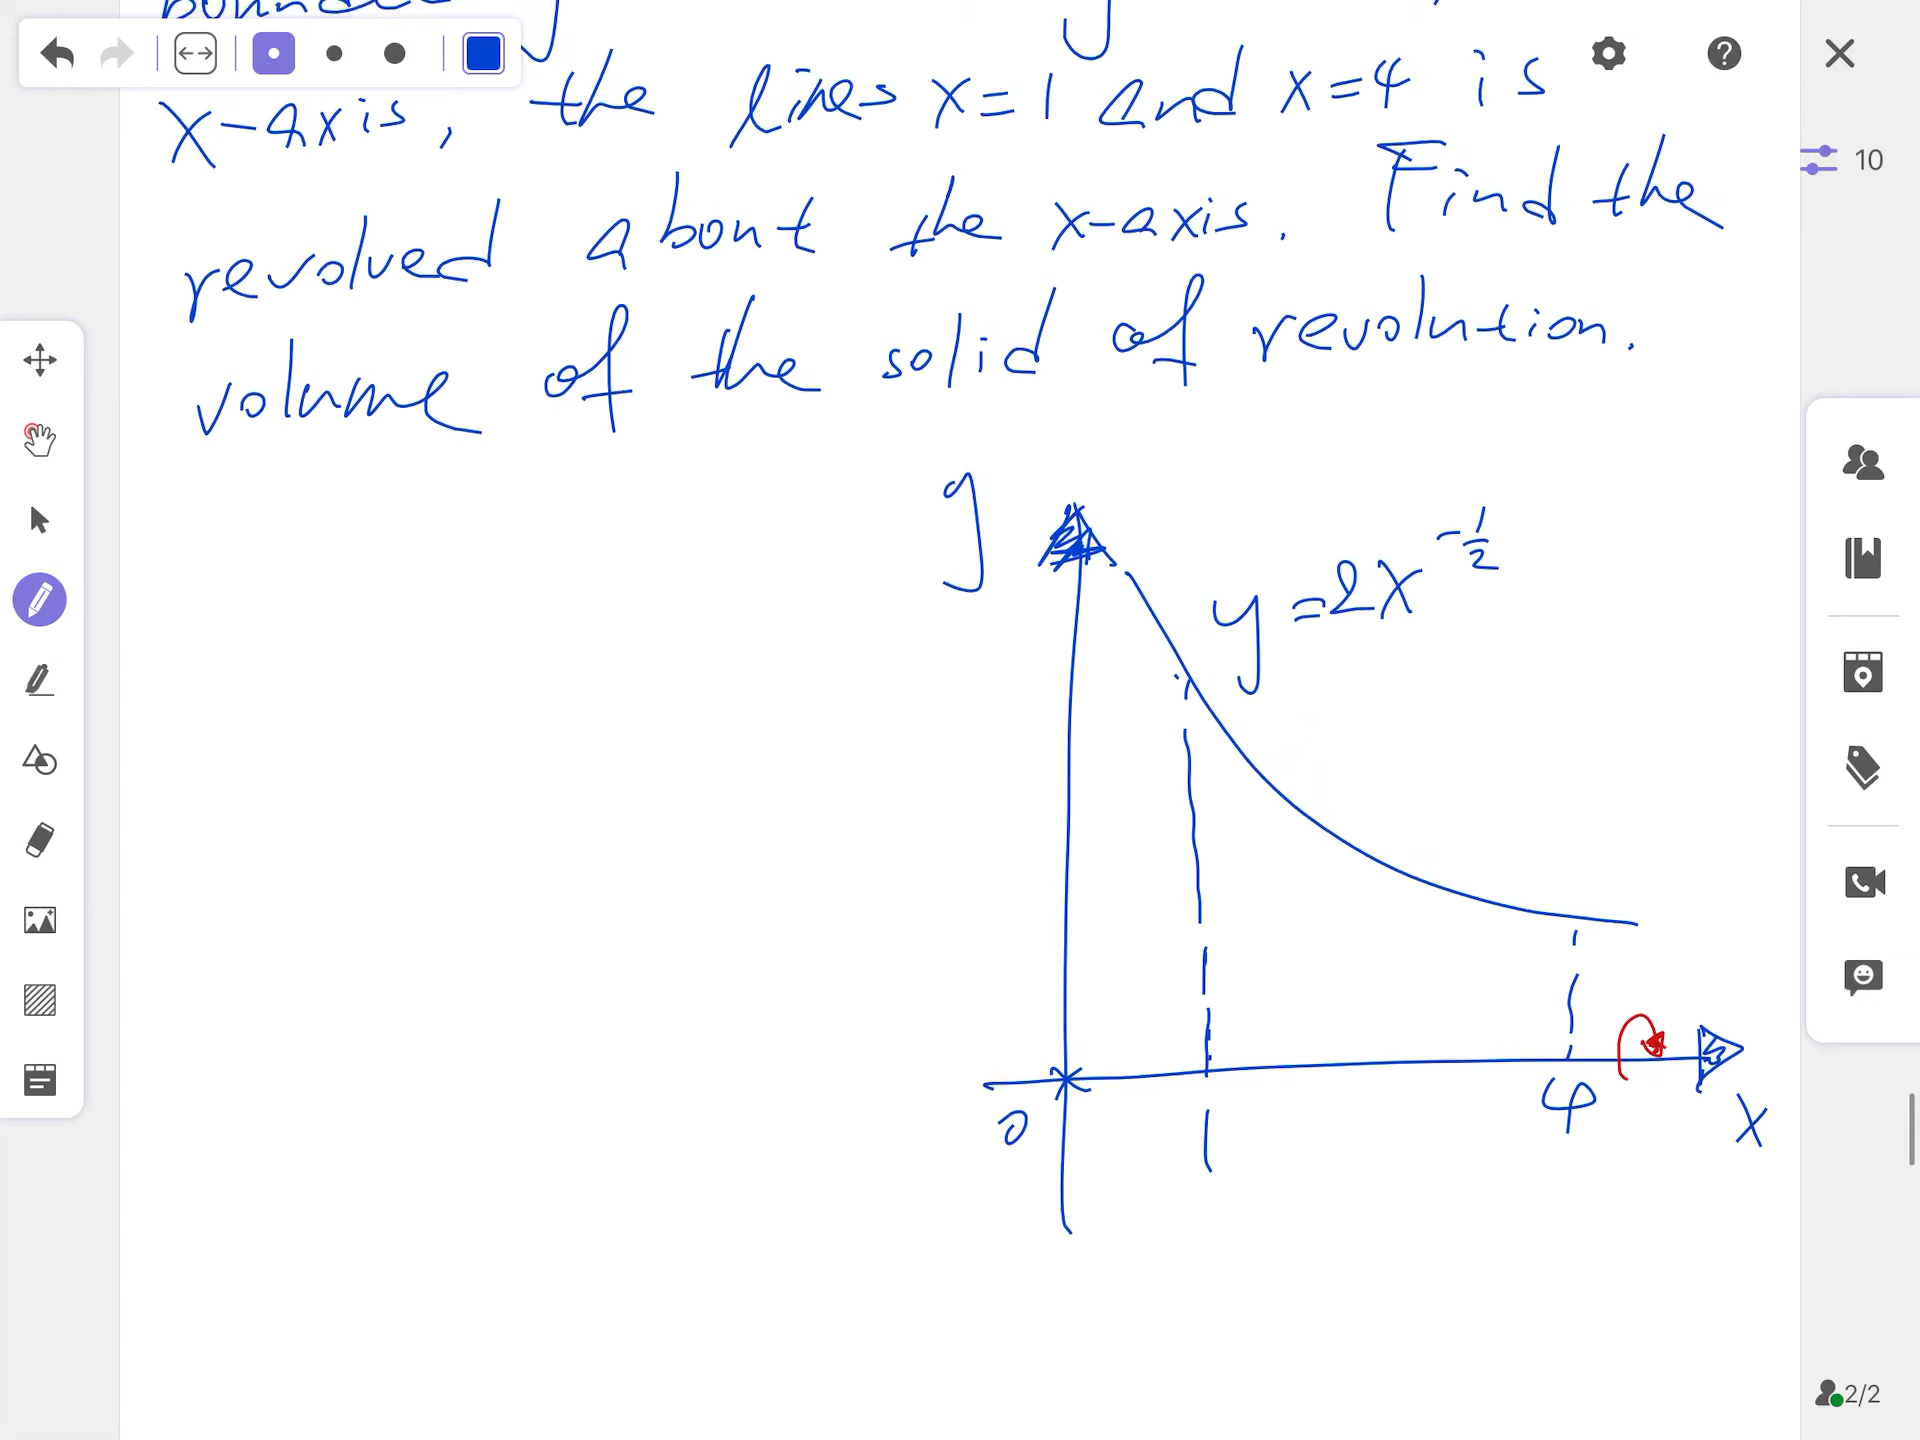 x-axis, the lines x=1 and x=4 is
revolved about the x-axis. Find the
volume of the solid of revolution.
y
y=2x^{-1/2}
0
1
4
x
10
2/2